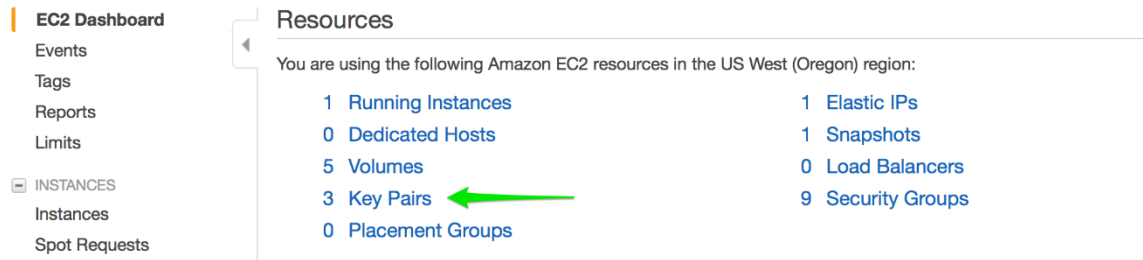 EC2 Dashboard
Events
Tags
Reports
Limits
INSTANCES
Instances
Spot Requests
Resources
You are using the following Amazon EC2 resources in the US West (Oregon) region:
1 Running Instances
0 Dedicated Hosts
5 Volumes
3 Key Pairs
0 Placement Groups
1 Elastic IPs
1 Snapshots
0 Load Balancers
9 Security Groups